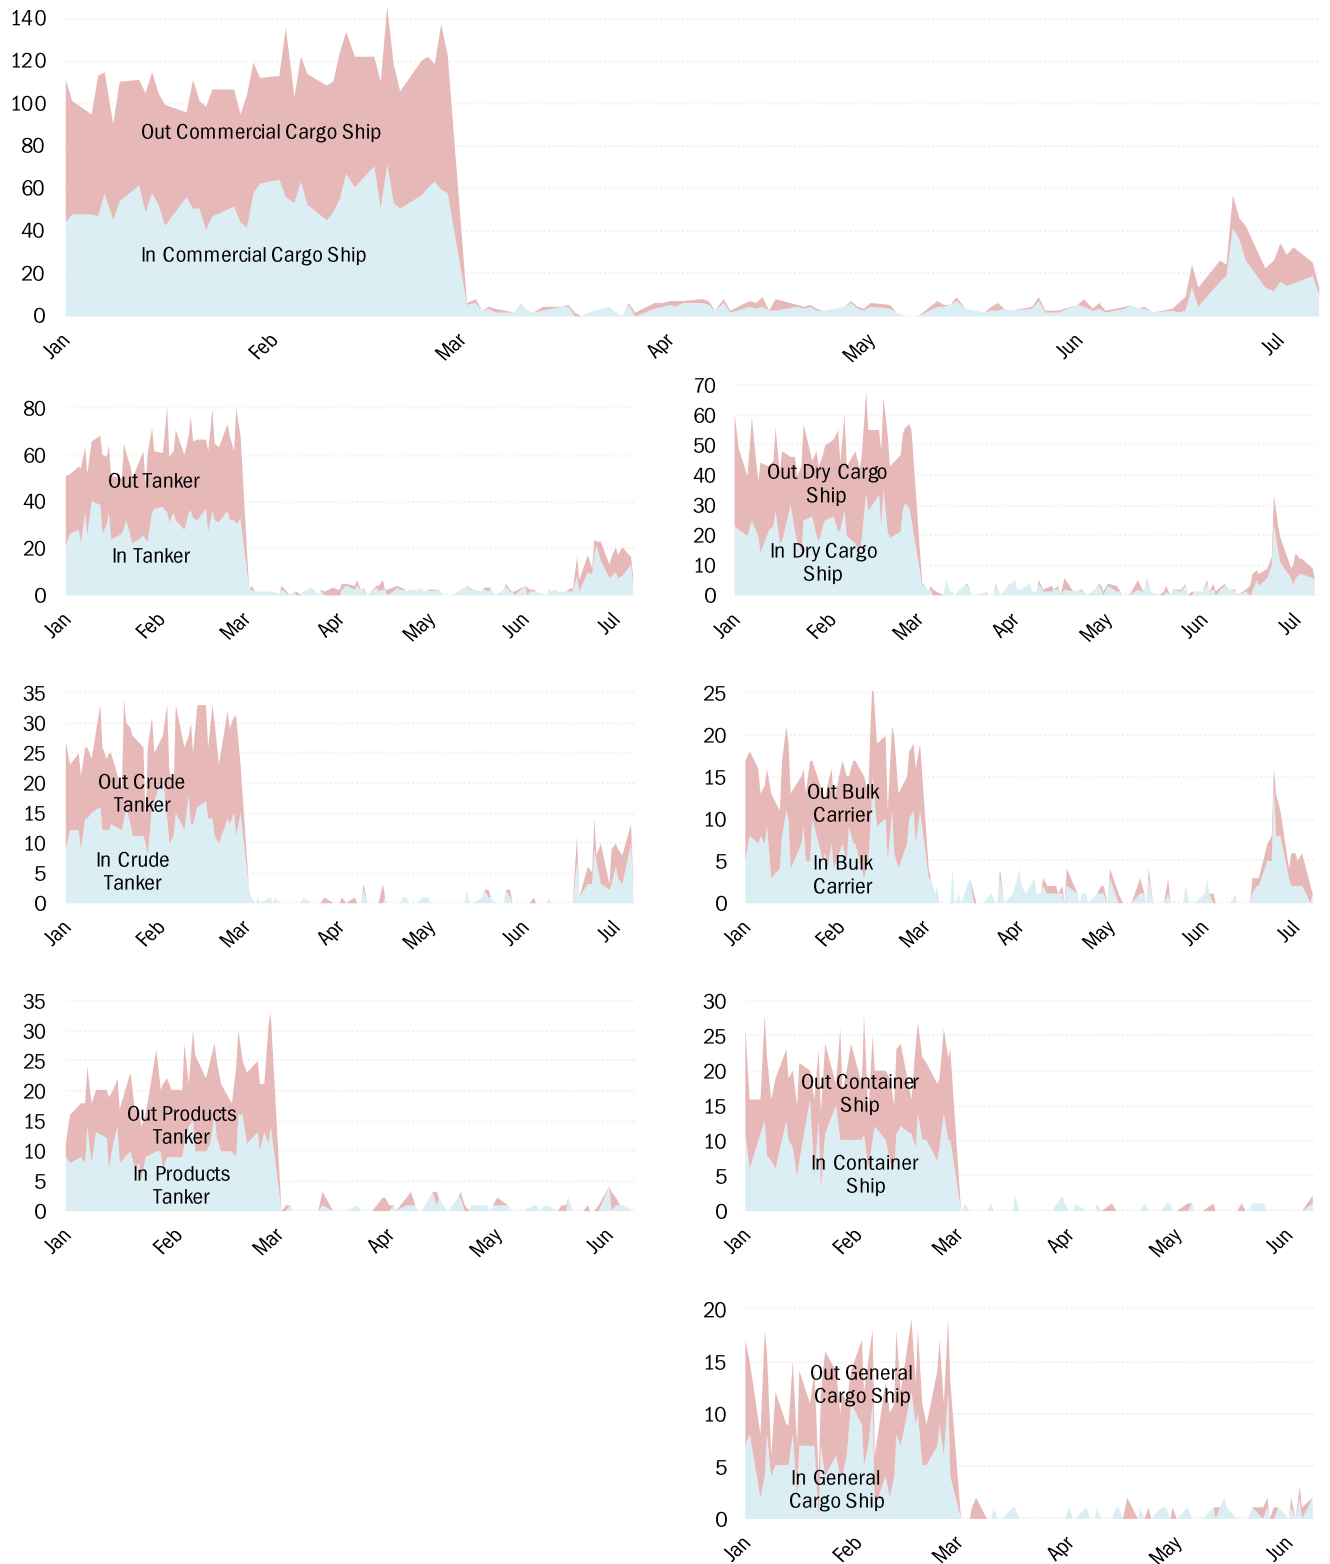 140
120
100
80
60
40
20
0
Out Commercial Cargo Ship
In Commercial Cargo Ship
Jan
Feb
Mar
Apr
May
Jun
Jul
80
60
40
20
0
Out Tanker
In Tanker
Jan
Feb
Mar
Apr
May
Jun
Jul
70
60
50
40
30
20
10
0
Out Dry Cargo
Ship
In Dry Cargo
Ship
Jan
Feb
Mar
Apr
May
Jun
Jul
35
30
25
20
15
10
5
0
Out Crude
Tanker
In Crude
Tanker
Jan
Feb
Mar
Apr
May
Jun
Jul
25
20
15
10
5
0
Out Bulk
Carrier
In Bulk
Carrier
Jan
Feb
Mar
Apr
May
Jun
Jul
35
30
25
20
15
10
5
0
Out Products
Tanker
In Products
Tanker
Jan
Feb
Mar
Apr
May
Jun
30
25
20
15
10
5
0
Out Container
Ship
In Container
Ship
Jan
Feb
Mar
Apr
May
Jun
20
15
10
5
0
Out General
Cargo Ship
In General
Cargo Ship
Jan
Feb
Mar
Apr
May
Jun